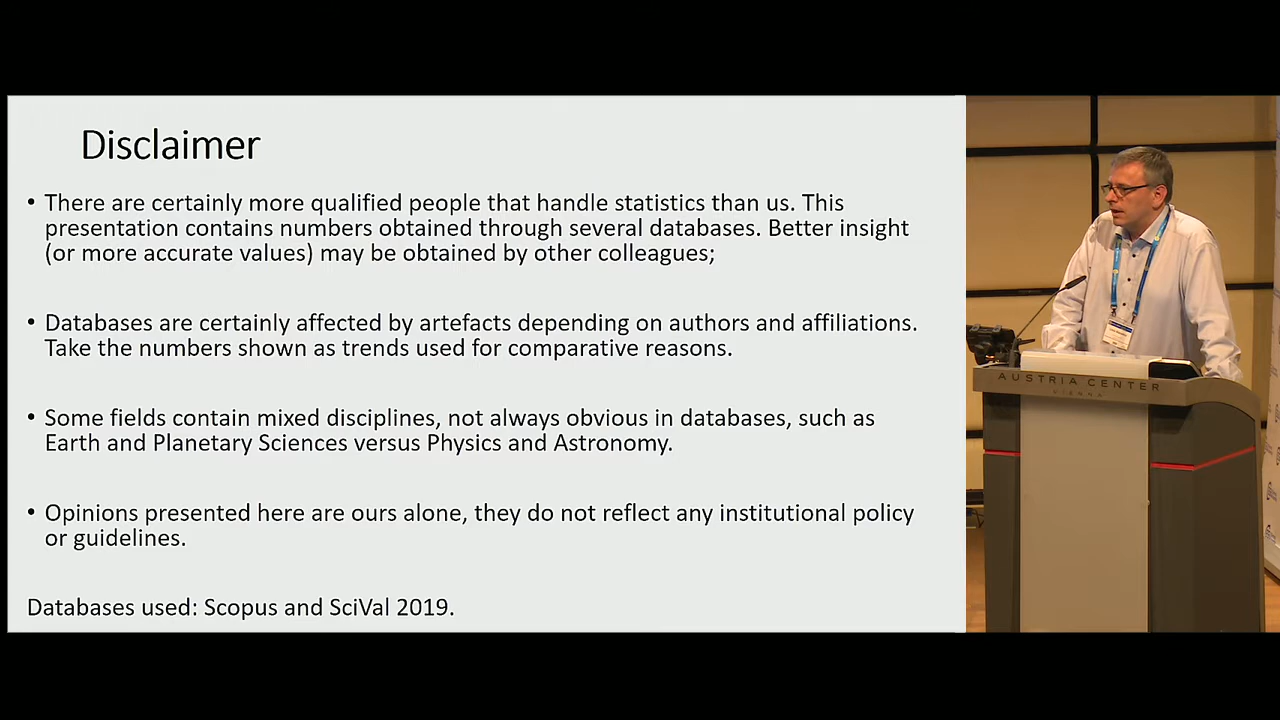 Disclaimer
• There are certainly more qualified people that handle statistics than us. This
presentation contains numbers obtained through several databases. Better insight
(or more accurate values) may be obtained by other colleagues;
• Databases are certainly affected by artefacts depending on authors and affiliations.
Take the numbers shown as trends used for comparative reasons.
• Some fields contain mixed disciplines, not always obvious in databases, such as
Earth and Planetary Sciences versus Physics and Astronomy.
• Opinions presented here are ours alone, they do not reflect any institutional policy
or guidelines.
Databases used: Scopus and SciVal 2019.
AUSTRIA CENTER
VIENNA